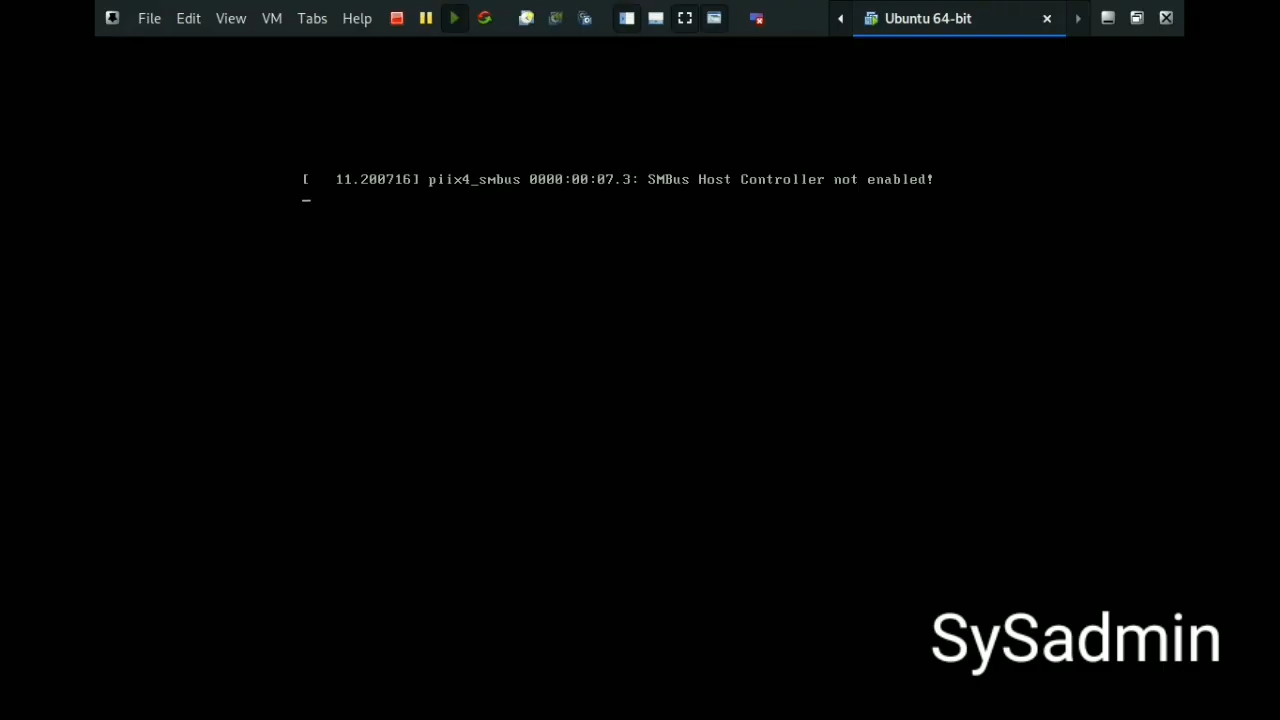 File Edit View VM Tabs Help Ubuntu 64-bit
[   11.200716] piix4_smbus 0000:00:07.3: SMBus Host Controller not enabled!
SySadmin